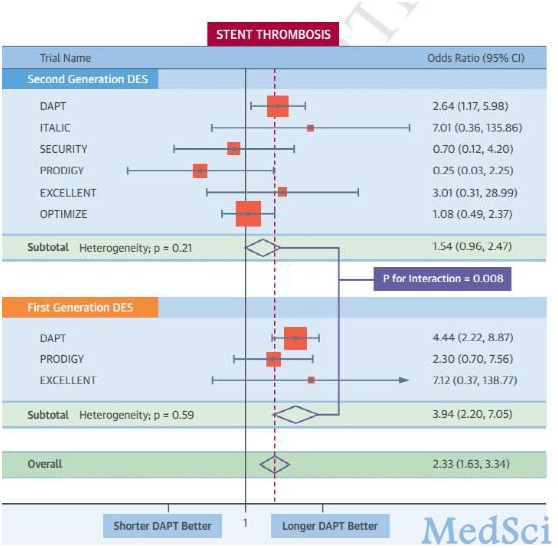 STENT THROMBOSIS
Trial Name Odds Ratio (95% CI)
Second Generation DES
DAPT 2.64 (1.17, 5.98)
ITALIC 7.01 (0.36, 135.86)
SECURITY 0.70 (0.12, 4.20)
PRODIGY 0.25 (0.03, 2.25)
EXCELLENT 3.01 (0.31, 28.99)
OPTIMIZE 1.08 (0.49, 2.37)
Subtotal Heterogeneity; p = 0.21 1.54 (0.96, 2.47)
P for Interaction = 0.008
First Generation DES
DAPT 4.44 (2.22, 8.87)
PRODIGY 2.30 (0.70, 7.56)
EXCELLENT 7.12 (0.37, 138.77)
Subtotal Heterogeneity; p = 0.59 3.94 (2.20, 7.05)
Overall 2.33 (1.63, 3.34)
Shorter DAPT Better 1 Longer DAPT Better
MedSci